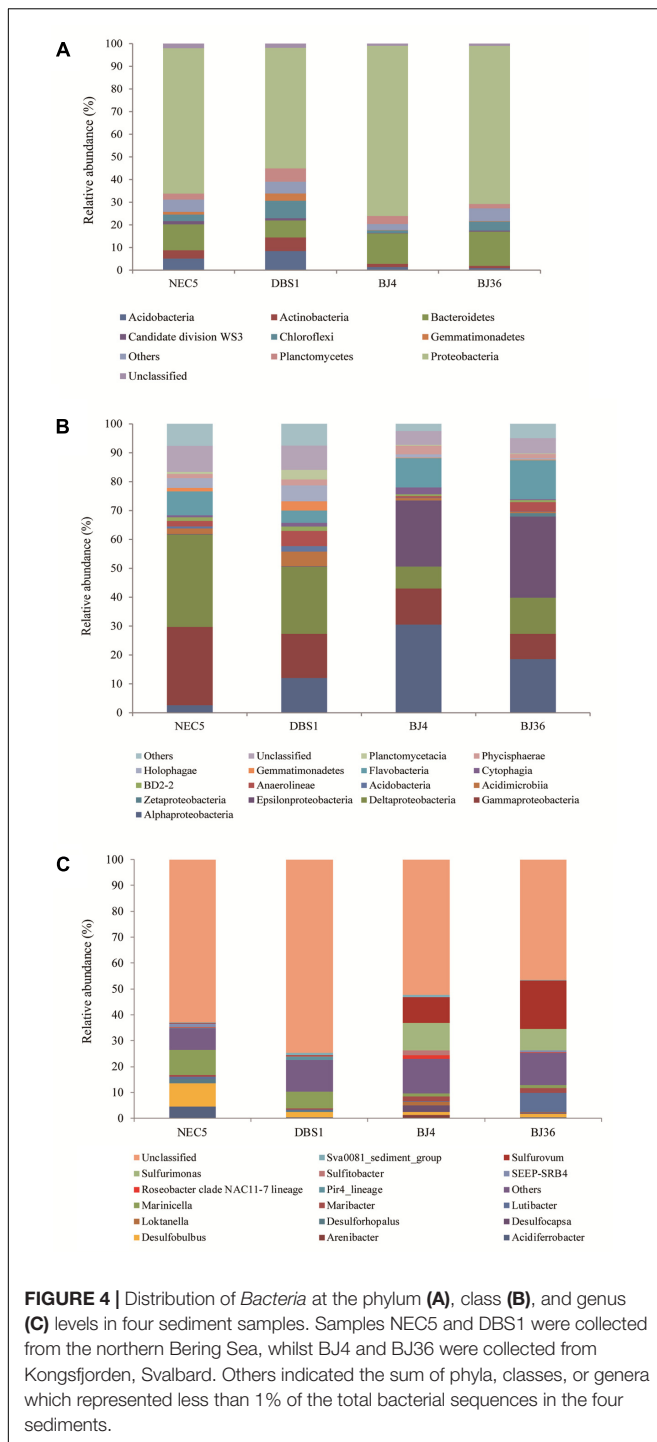 A
Relative abundance (%)
100
90
80
70
60
50
40
30
20
10
0
NEC5 DBS1 BJ4 BJ36
Acidobacteria Actinobacteria Bacteroidetes
Candidate division WS3 Chloroflexi Gemmatimonadetes
Others Planctomycetes Proteobacteria
Unclassified
B
Relative abundance (%)
100
90
80
70
60
50
40
30
20
10
0
NEC5 DBS1 BJ4 BJ36
Others Unclassified Planctomycetacia Phycisphaerae
Holophagae Gemmatimonadetes Flavobacteria Cytophagia
BD2-2 Anaerolineae Acidobacteria Acidimicrobiia
Zetaproteobacteria Epsilonproteobacteria Deltaproteobacteria Gammaproteobacteria
Alphaproteobacteria
C
Relative abundance (%)
100
90
80
70
60
50
40
30
20
10
0
NEC5 DBS1 BJ4 BJ36
Unclassified Sva0081_sediment_group Sulfurovum
Sulfurimonas Sulfitobacter SEEP-SRB4
Roseobacter clade NAC11-7 lineage Pir4_lineage Others
Marinicella Maribacter Lutibacter
Loktanella Desulforhopalus Desulfocapsa
Desulfobulbus Arenibacter Acidiferrobacter
FIGURE 4 | Distribution of Bacteria at the phylum (A), class (B), and genus
(C) levels in four sediment samples. Samples NEC5 and DBS1 were collected
from the northern Bering Sea, whilst BJ4 and BJ36 were collected from
Kongsfjorden, Svalbard. Others indicated the sum of phyla, classes, or genera
which represented less than 1% of the total bacterial sequences in the four
sediments.